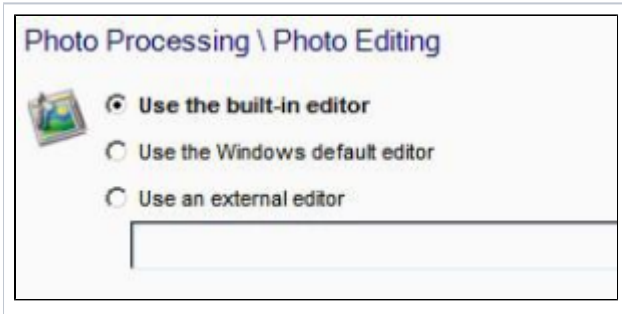 Photo Processing \ Photo Editing
Use the built-in editor
Use the Windows default editor
Use an external editor